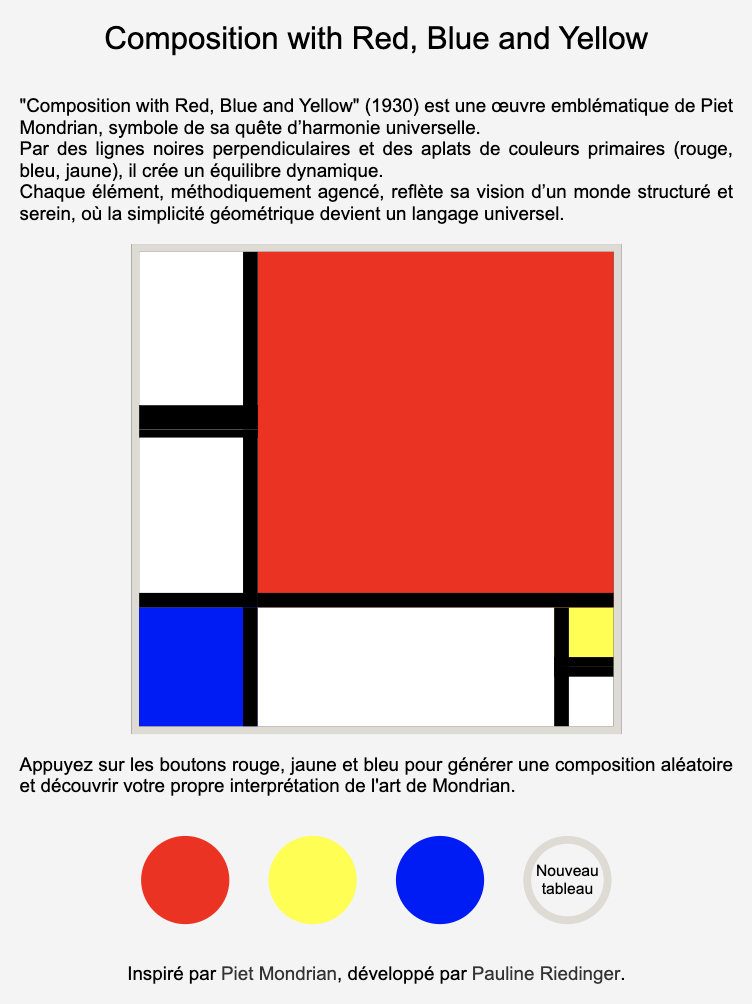 Composition with Red, Blue and Yellow
"Composition with Red, Blue and Yellow" (1930) est une œuvre emblématique de Piet
Mondrian, symbole de sa quête d’harmonie universelle.
Par des lignes noires perpendiculaires et des aplats de couleurs primaires (rouge,
bleu, jaune), il crée un équilibre dynamique.
Chaque élément, méthodiquement agencé, reflète sa vision d’un monde structuré et
serein, où la simplicité géométrique devient un langage universel.
Appuyez sur les boutons rouge, jaune et bleu pour générer une composition aléatoire
et découvrir votre propre interprétation de l'art de Mondrian.
Nouveau
tableau
Inspiré par Piet Mondrian, développé par Pauline Riedinger.